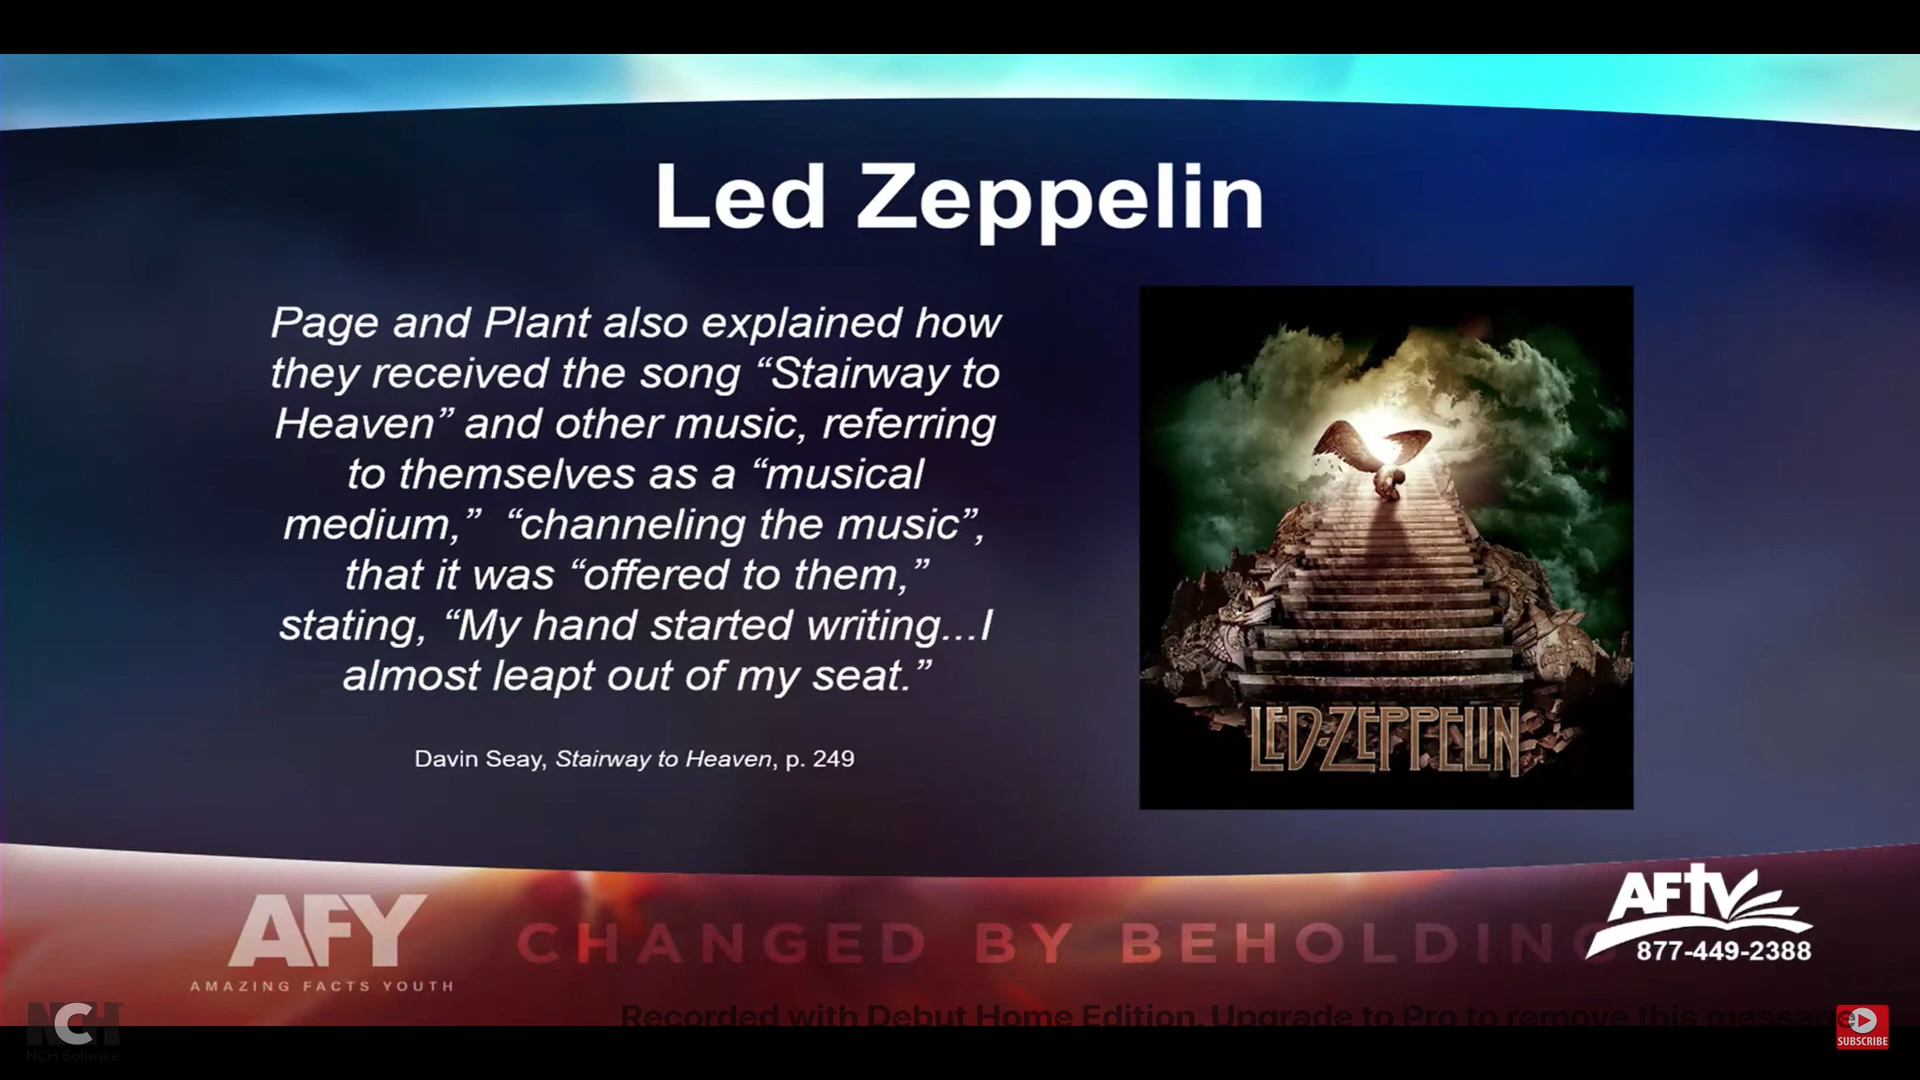 Led Zeppelin
Page and Plant also explained how
they received the song “Stairway to
Heaven” and other music, referring
to themselves as a “musical
medium,” “channeling the music”,
that it was “offered to them,”
stating, “My hand started writing...I
almost leapt out of my seat.”
Davin Seay, Stairway to Heaven, p. 249
LED-ZEPPELIN
AFY
AMAZING FACTS YOUTH
CHANGED BY BEHOLDING
AFTV
877-449-2388
NCH
NCH Software
Recorded with Debut Home Edition. Upgrade to Pro to remove this message
SUBSCRIBE